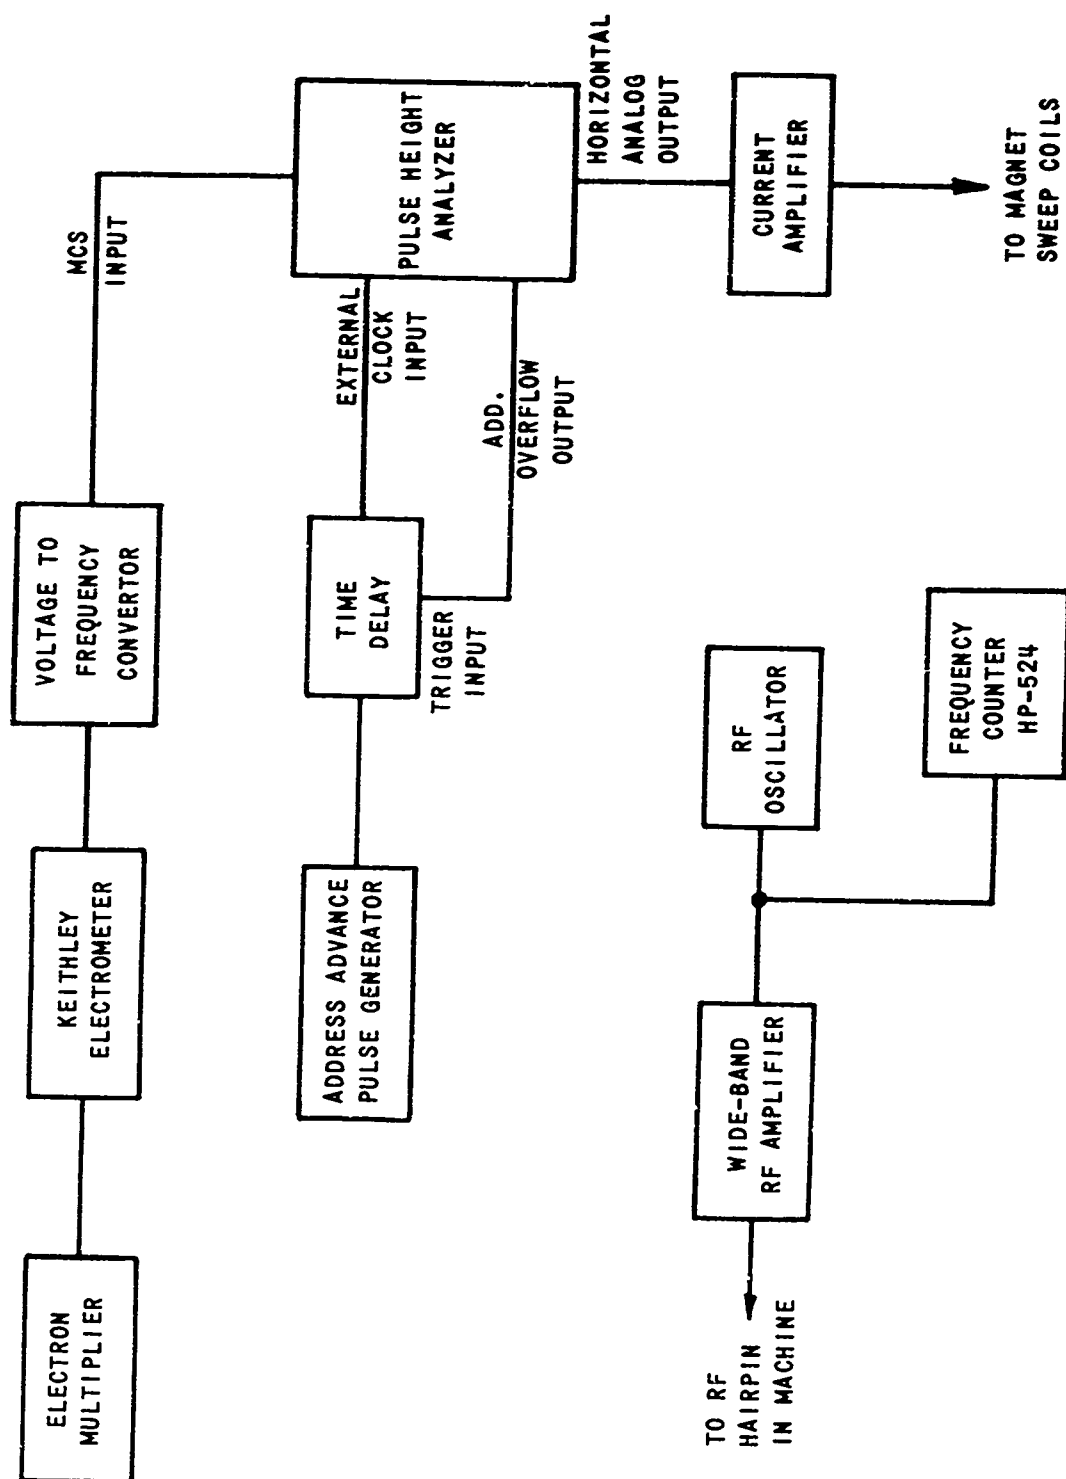 ELECTRON
MULTIPLIER
KEITHLEY
ELECTROMETER
VOLTAGE TO
FREQUENCY
CONVERTOR
MCS
INPUT
ADDRESS ADVANCE
PULSE GENERATOR
TIME
DELAY
TRIGGER
INPUT
EXTERNAL
CLOCK
INPUT
ADD.
OVERFLOW
OUTPUT
PULSE HEIGHT
ANALYZER
HORIZONTAL
ANALOG
OUTPUT
CURRENT
AMPLIFIER
TO MAGNET
SWEEP COILS
TO RF
HAIRPIN
IN MACHINE
WIDE-BAND
RF AMPLIFIER
RF
OSCILLATOR
FREQUENCY
COUNTER
HP-524